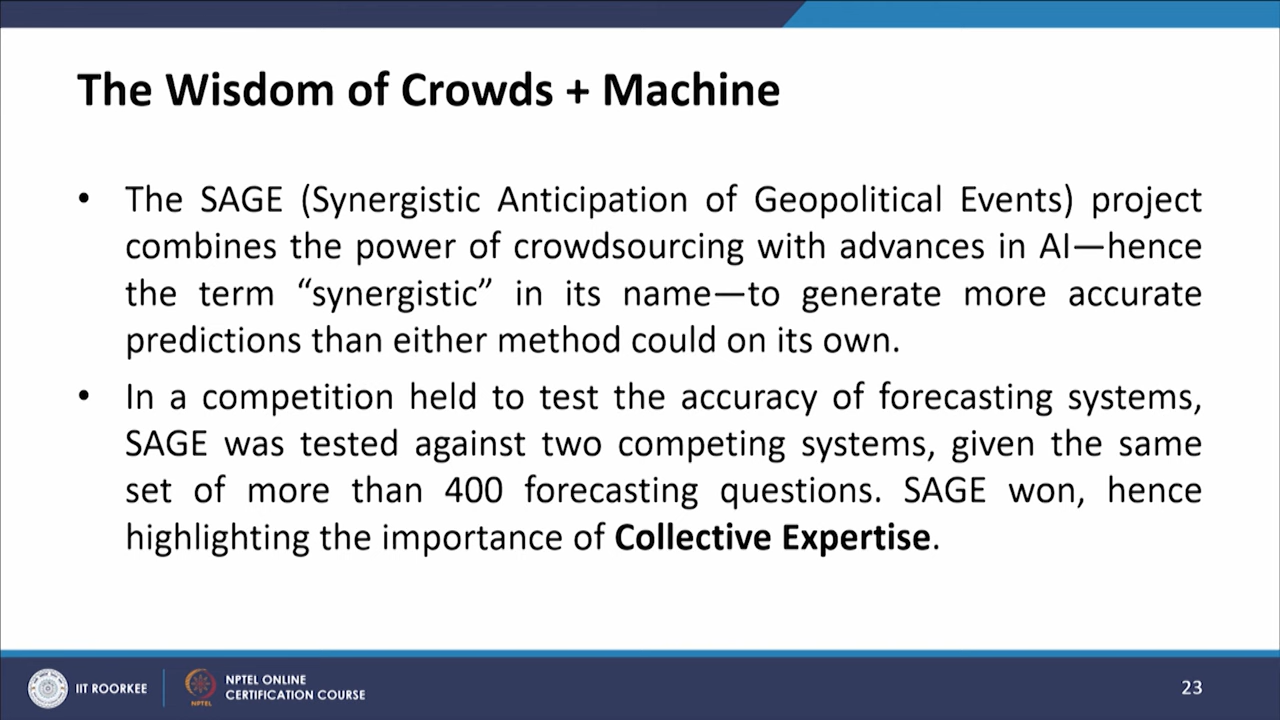 The Wisdom of Crowds + Machine
• The SAGE (Synergistic Anticipation of Geopolitical Events) project
combines the power of crowdsourcing with advances in AI—hence
the term “synergistic” in its name—to generate more accurate
predictions than either method could on its own.
• In a competition held to test the accuracy of forecasting systems,
SAGE was tested against two competing systems, given the same
set of more than 400 forecasting questions. SAGE won, hence
highlighting the importance of Collective Expertise.
IIT ROORKEE
NPTEL
NPTEL ONLINE
CERTIFICATION COURSE
23